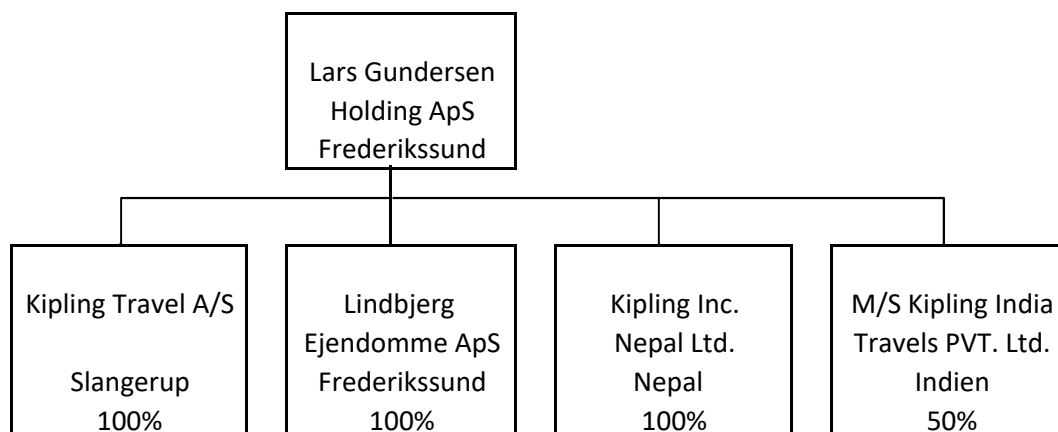 Lars Gundersen
Holding ApS
Frederikssund
Kipling Travel A/S
Slangerup
100%
Lindbjerg
Ejendomme ApS
Frederikssund
100%
Kipling Inc.
Nepal Ltd.
Nepal
100%
M/S Kipling India
Travels PVT. Ltd.
Indien
50%